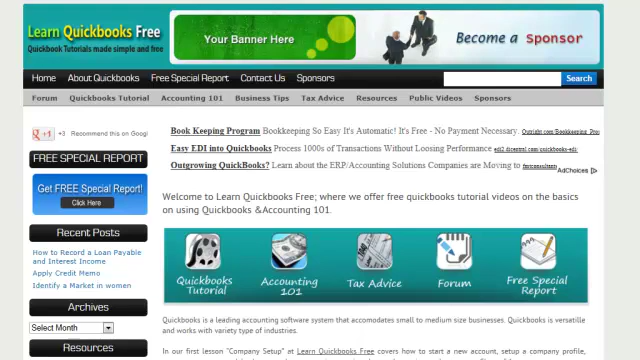 Learn Quickbooks Free
Quickbook Tutorials made simple and free
Your Banner Here
Become a Sponsor
Home About Quickbooks Free Special Report Contact Us Sponsors
Search
Forum Quickbooks Tutorial Accounting 101 Business Tips Tax Advice Resources Public Videos Sponsors
g +1 +3 Recommend this on Googl
Book Keeping Program Bookkeeping So Easy It's Automatic! It's Free - No Payment Necessary. Outright.com/Bookkeeping_Pro
Easy EDI into Quickbooks Process 1000s of Transactions Without Loosing Performance
Outgrowing QuickBooks? Learn about the ERP/Accounting Solutions Companies are Moving to
AdChoices
FREE SPECIAL REPORT
Get FREE Special Report!
Click Here
Recent Posts
How to Record a Loan Payable
and Interest Income
Apply Credit Memo
Identify a Market in women
Archives
Select Month
Resources
Welcome to Learn Quickbooks Free; where we offer free quickbooks tutorial videos on the basics
on using Quickbooks &Accounting 101.
Quickbooks
Tutorial
Accounting
101
Tax Advice
Forum
Free Special
Report
Quickbooks is a leading accounting software system that accomodates small to medium size businesses. Quickbooks is versatille
and works with variety type of industries.
In our first lesson "Company Setup" at Learn Quickbooks Free covers how to start a new account, setup a company profile,